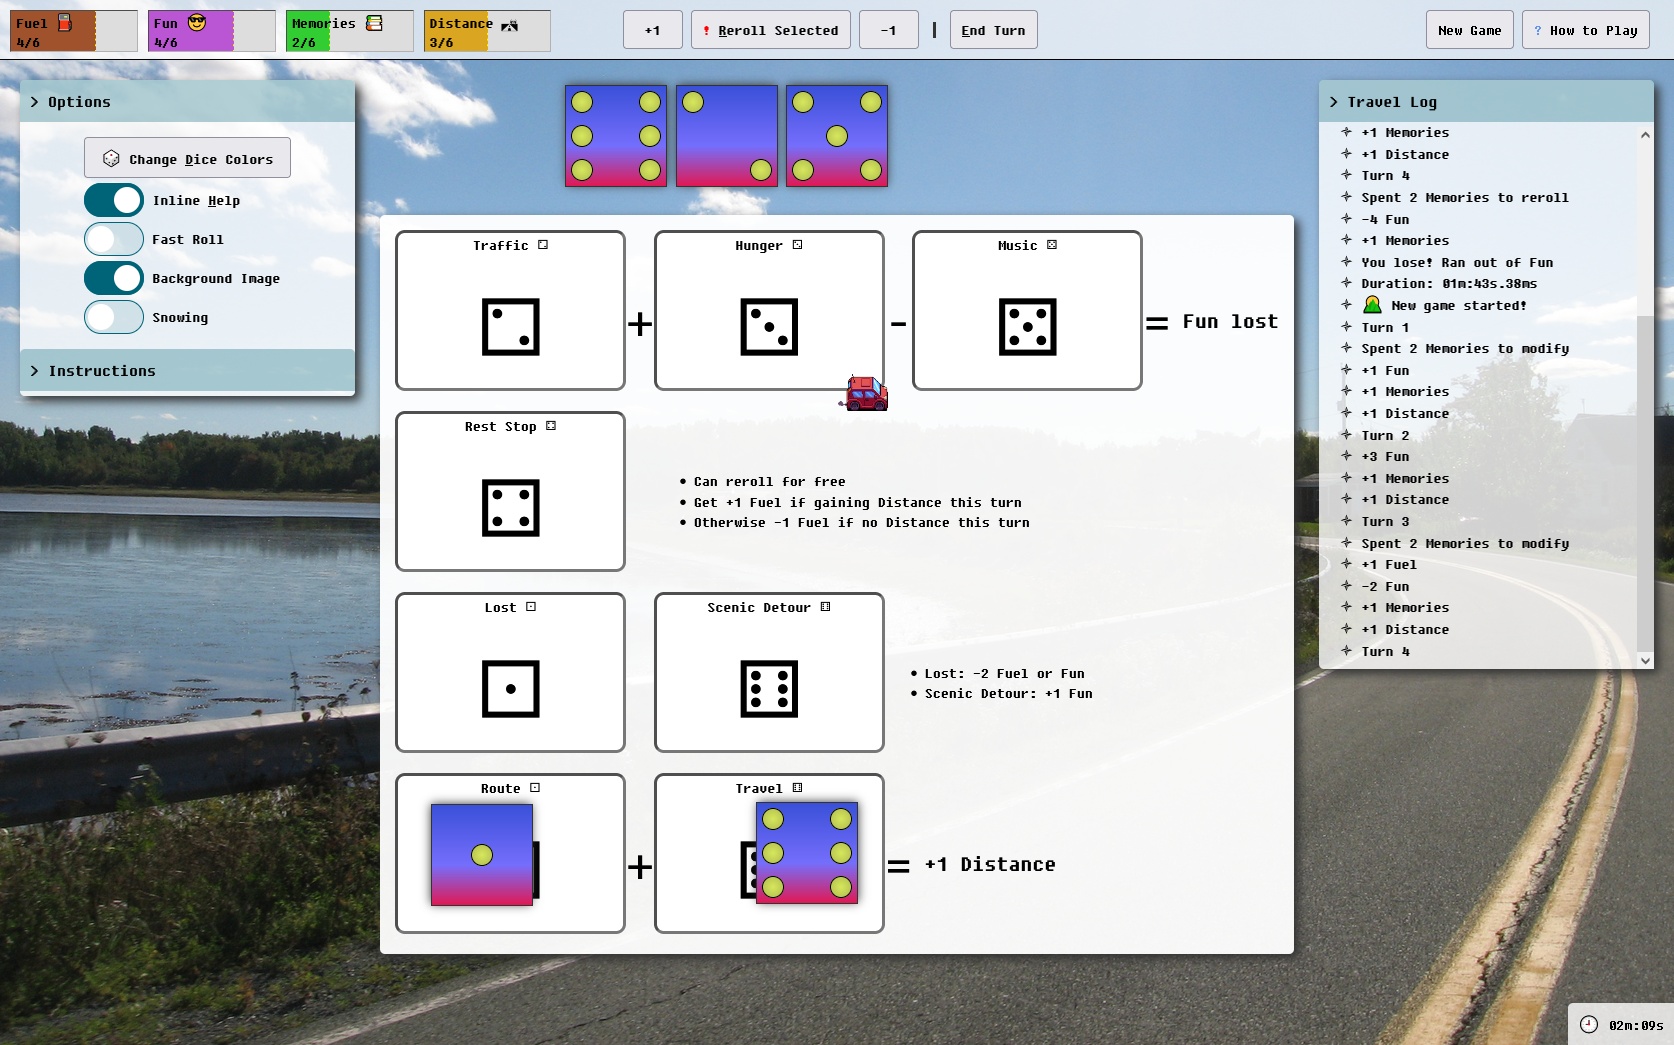 Fuel
4/6
Fun
4/6
Memories
2/6
Distance
3/6
+1
Reroll Selected
-1
End Turn
New Game
? How to Play
Options
Change Dice Colors
Inline Help
Fast Roll
Background Image
Snowing
Instructions
Traffic
+
Hunger
-
Music
= Fun lost
Rest Stop
• Can reroll for free
• Get +1 Fuel if gaining Distance this turn
• Otherwise -1 Fuel if no Distance this turn
Lost
Scenic Detour
• Lost: -2 Fuel or Fun
• Scenic Detour: +1 Fun
Route
+
Travel
= +1 Distance
Travel Log
+1 Memories
+1 Distance
Turn 4
Spent 2 Memories to reroll
-4 Fun
+1 Memories
You lose! Ran out of Fun
Duration: 01m:43s.38ms
New game started!
Turn 1
Spent 2 Memories to modify
+1 Fun
+1 Memories
+1 Distance
Turn 2
+3 Fun
+1 Memories
+1 Distance
Turn 3
Spent 2 Memories to modify
+1 Fuel
-2 Fun
+1 Memories
+1 Distance
Turn 4
02m:09s